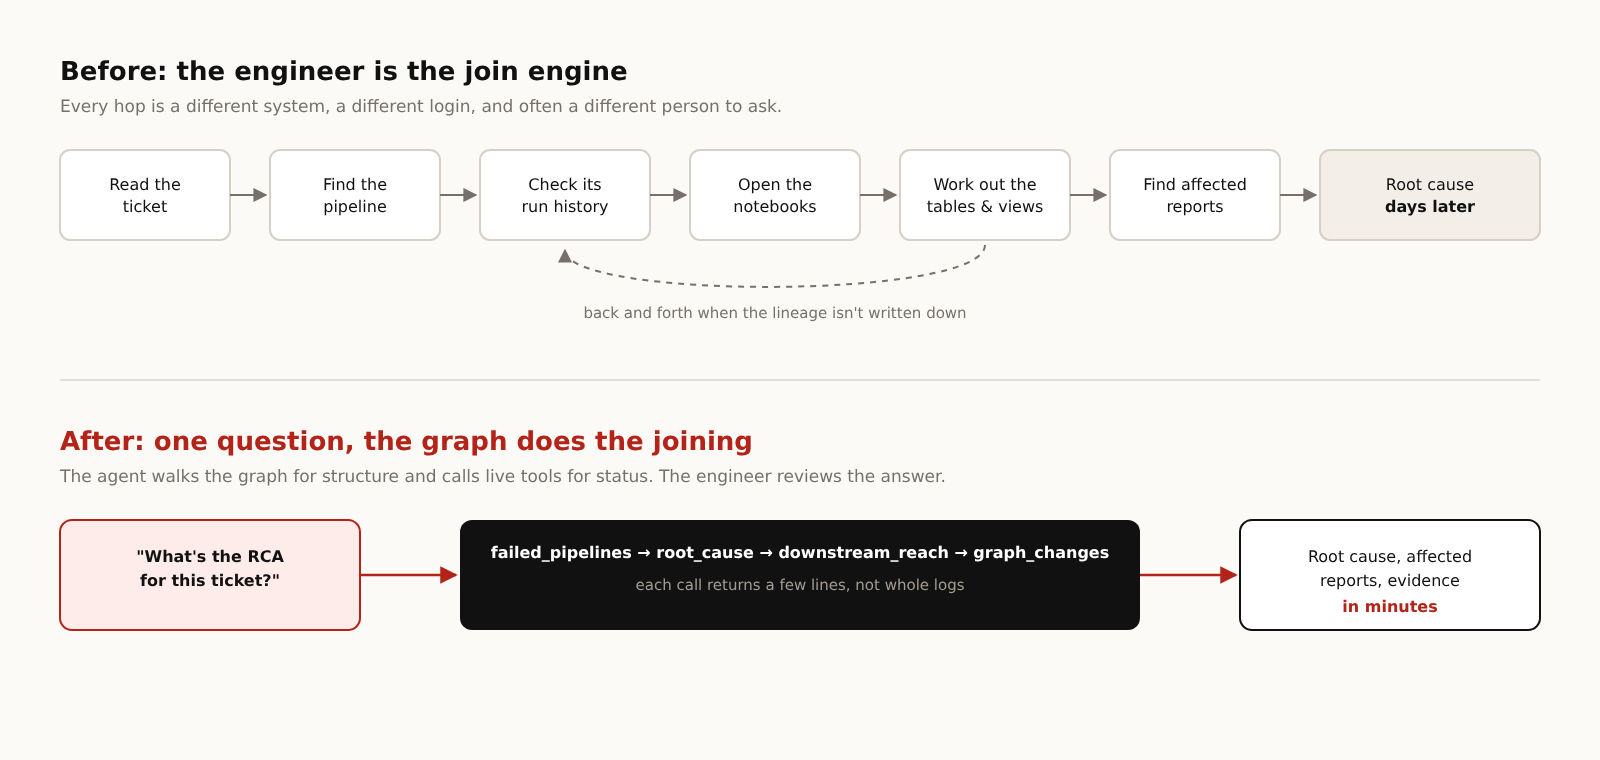 Before: the engineer is the join engine
Every hop is a different system, a different login, and often a different person to ask.
Read the
ticket
Find the
pipeline
Check its
run history
Open the
notebooks
Work out the
tables & views
Find affected
reports
Root cause
days later
back and forth when the lineage isn't written down
After: one question, the graph does the joining
The agent walks the graph for structure and calls live tools for status. The engineer reviews the answer.
"What's the RCA
for this ticket?"
failed_pipelines → root_cause → downstream_reach → graph_changes
each call returns a few lines, not whole logs
Root cause, affected
reports, evidence
in minutes